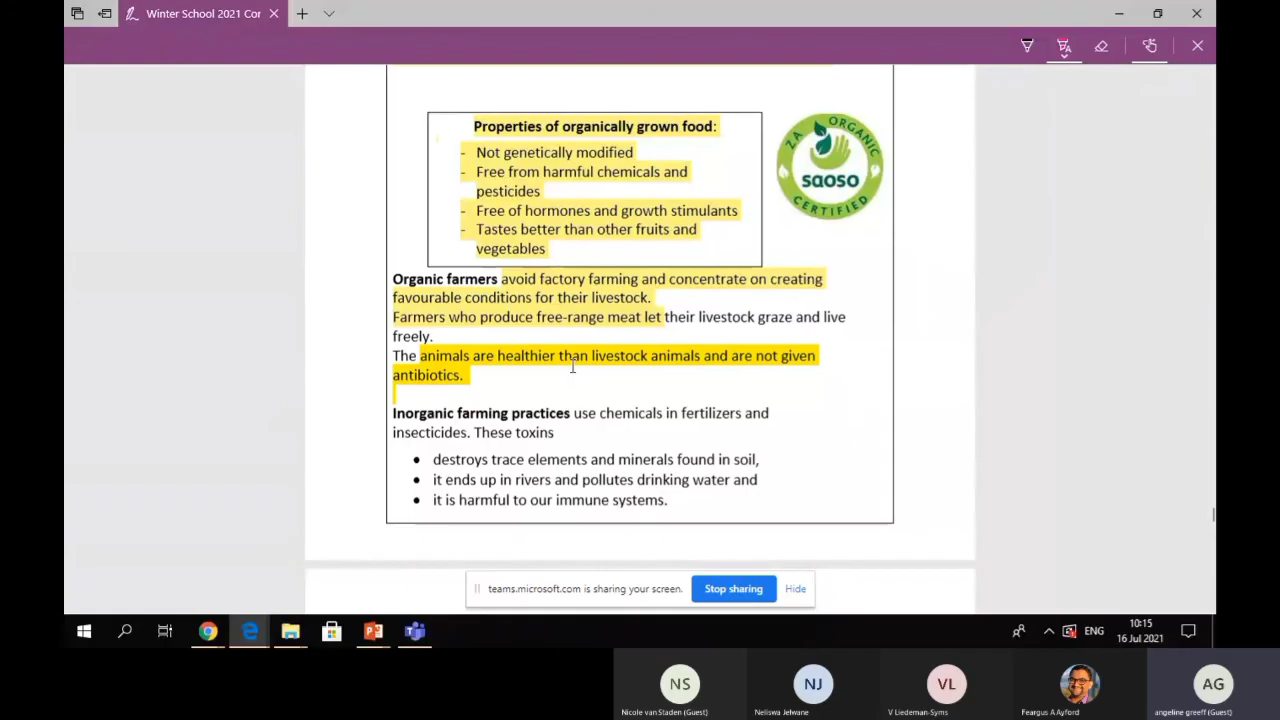 Winter School 2021 Cor
Properties of organically grown food:
- Not genetically modified
- Free from harmful chemicals and
pesticides
- Free of hormones and growth stimulants
- Tastes better than other fruits and
vegetables
ZA ORGANIC
saoso
CERTIFIED
Organic farmers avoid factory farming and concentrate on creating
favourable conditions for their livestock.
Farmers who produce free-range meat let their livestock graze and live
freely.
The animals are healthier than livestock animals and are not given
antibiotics.
Inorganic farming practices use chemicals in fertilizers and
insecticides. These toxins
• destroys trace elements and minerals found in soil,
• it ends up in rivers and pollutes drinking water and
• it is harmful to our immune systems.
teams.microsoft.com is sharing your screen. Stop sharing Hide
ENG
10:15
16 Jul 2021
NS NJ VL AG
Nicole van Staden (Guest) Neliswa Jelwane V Liedeman-Syms Feargus A Ayford angeline greeff (Guest)